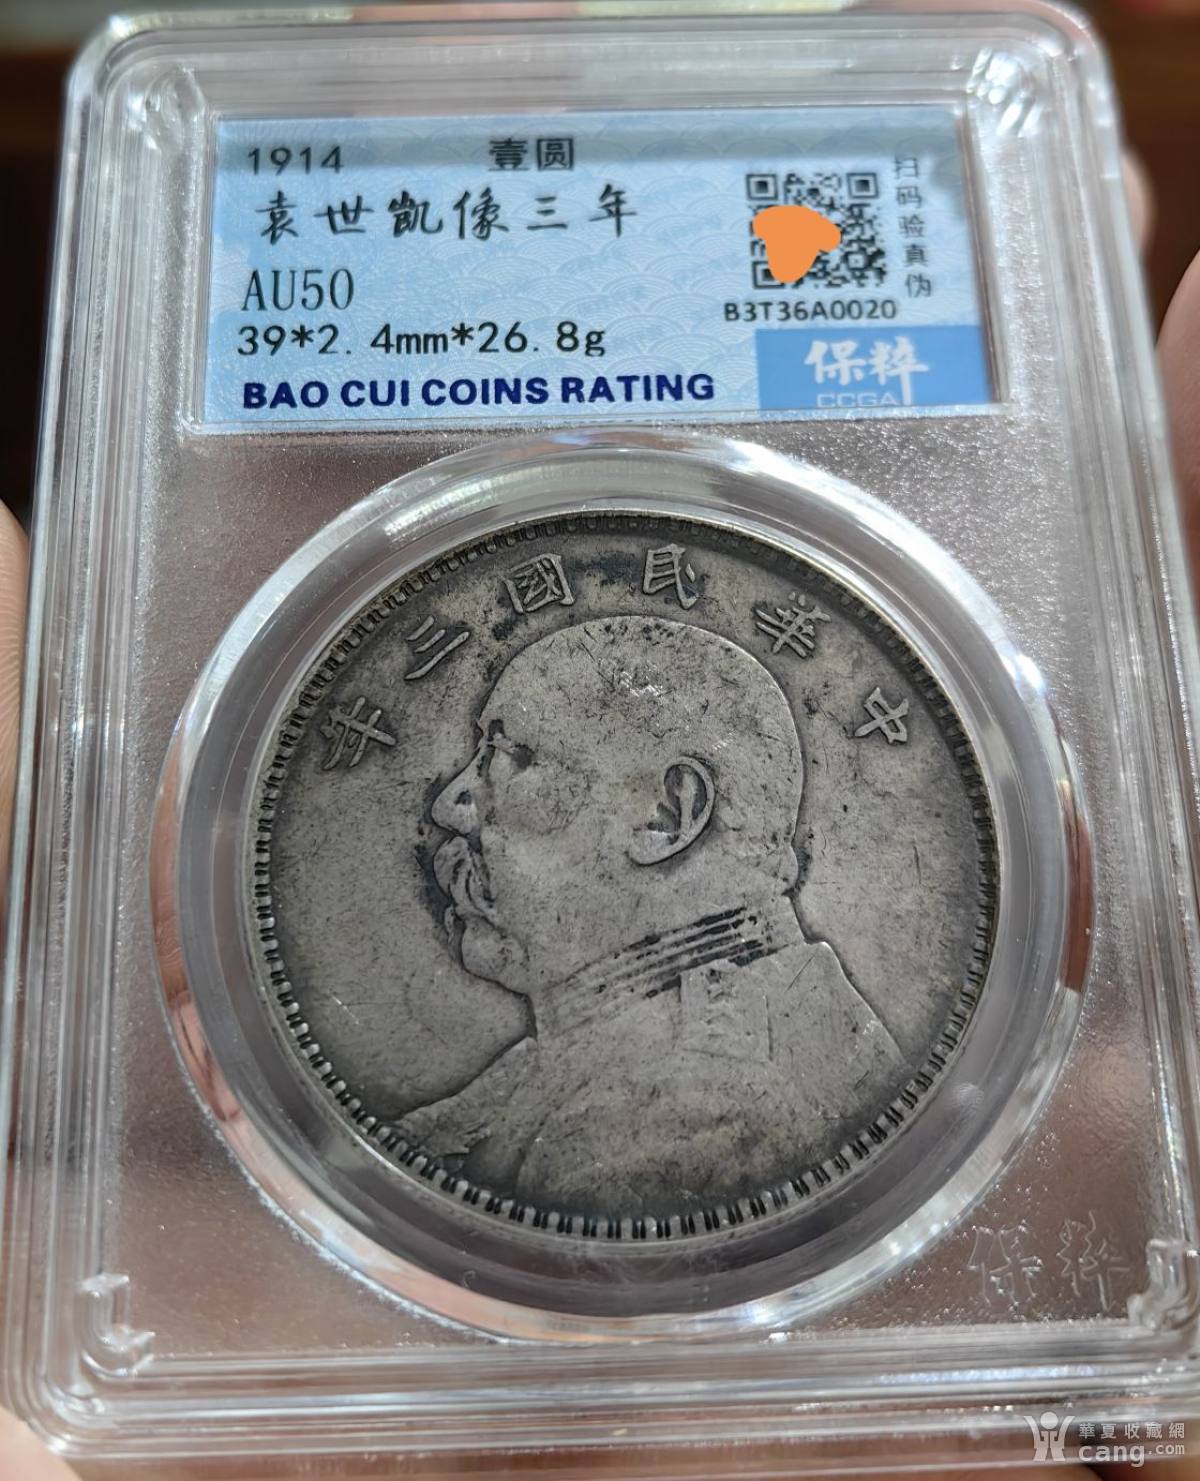 1914 壹圆
袁世凯像三年
AU50
39*2.4mm*26.8g
BAO CUI COINS RATING
扫码验真伪
B3T36A0020
保粹
CCGA
中華民國三年
保粹
華夏收藏網
cang.com